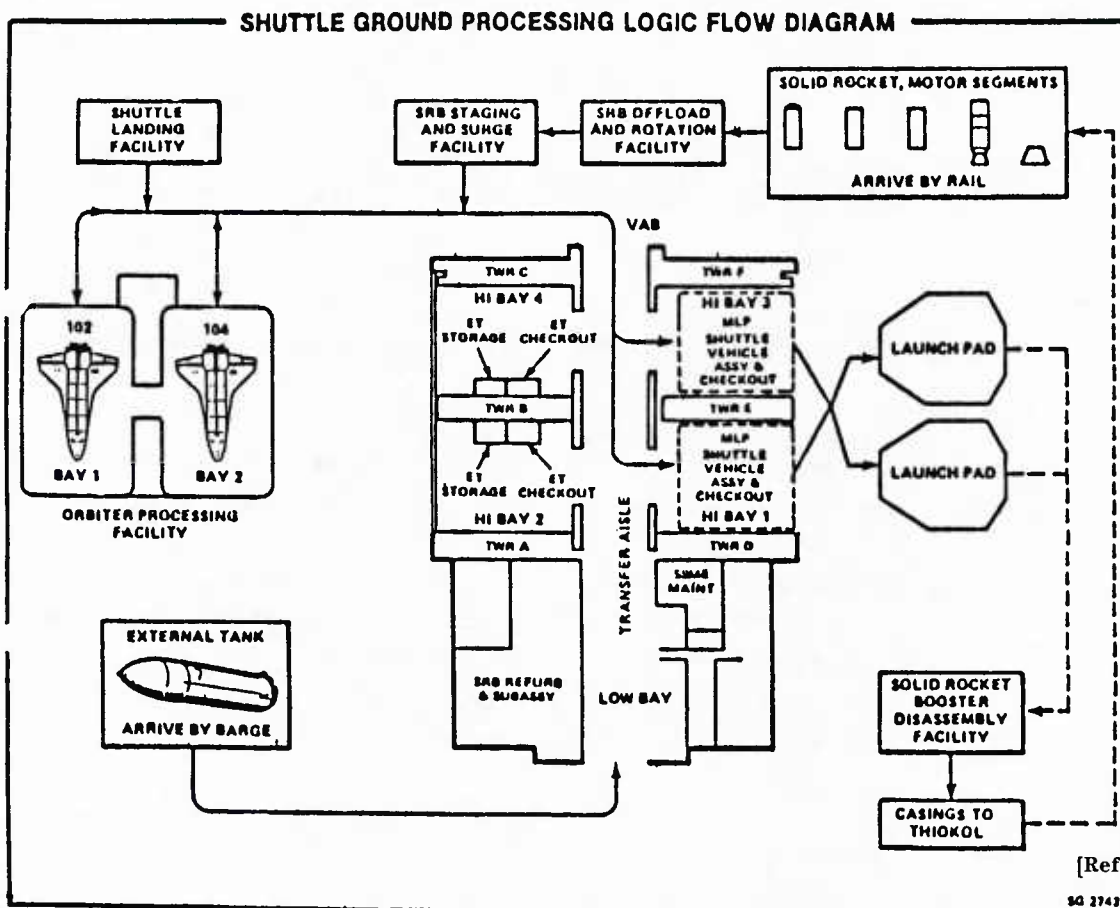 SHUTTLE GROUND PROCESSING LOGIC FLOW DIAGRAM
SHUTTLE
LANDING
FACILITY
SRB STAGING
AND SURGE
FACILITY
SRB OFFLOAD
AND ROTATION
FACILITY
SOLID ROCKET, MOTOR SEGMENTS
ARRIVE BY RAIL
VAB
TWR C
HI BAY 4
ET
STORAGE
ET
CHECKOUT
TWR B
ET
STORAGE
ET
CHECKOUT
HI BAY 2
TWR A
TWR F
HI BAY 3
MLP
SHUTTLE
VEHICLE
ASSY &
CHECKOUT
TWR E
MLP
SHUTTLE
VEHICLE
ASSY &
CHECKOUT
HI BAY 1
TWR D
LAUNCH PAD
LAUNCH PAD
102
104
BAY 1
BAY 2
ORBITER PROCESSING
FACILITY
TRANSFER AISLE
MAINT
EXTERNAL TANK
ARRIVE BY BARGE
SRB REFURB
& SUBASSY
LOW BAY
SOLID ROCKET
BOOSTER
DISASSEMBLY
FACILITY
CASINGS TO
THIOKOL
[Ref
SG 2742